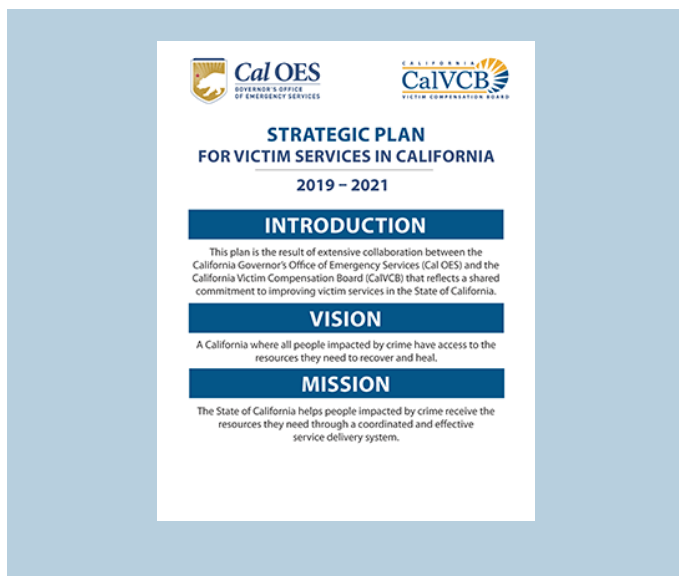 Cal OES
GOVERNOR'S OFFICE
OF EMERGENCY SERVICES
CALIFORNIA
CalVCB
VICTIM COMPENSATION BOARD
STRATEGIC PLAN
FOR VICTIM SERVICES IN CALIFORNIA
2019 – 2021
INTRODUCTION
This plan is the result of extensive collaboration between the
California Governor's Office of Emergency Services (Cal OES) and the
California Victim Compensation Board (CalVCB) that reflects a shared
commitment to improving victim services in the State of California.
VISION
A California where all people impacted by crime have access to the
resources they need to recover and heal.
MISSION
The State of California helps people impacted by crime receive the
resources they need through a coordinated and effective
service delivery system.